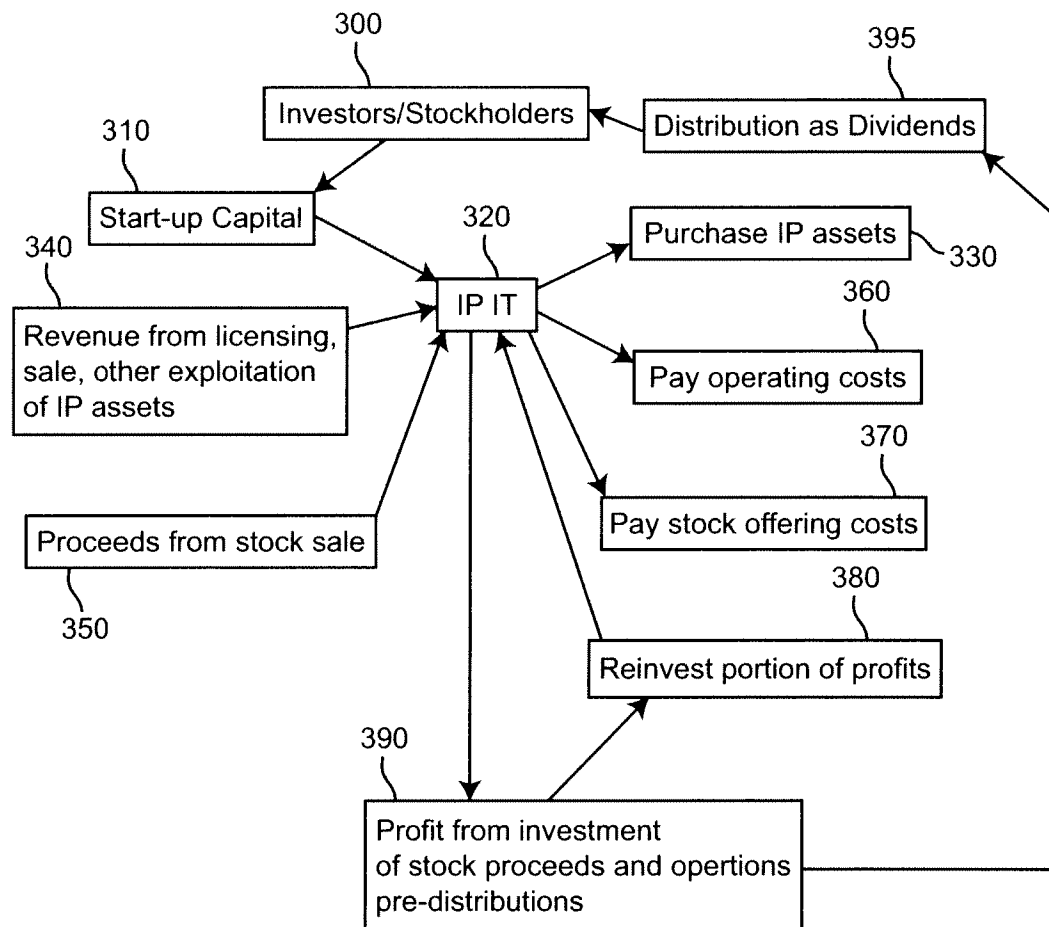 300
395
Investors/Stockholders
Distribution as Dividends
310
Start-up Capital
320
Purchase IP assets
330
340
IP IT
360
Revenue from licensing,
sale, other exploitation
of IP assets
Pay operating costs
370
Pay stock offering costs
Proceeds from stock sale
350
380
Reinvest portion of profits
390
Profit from investment
of stock proceeds and opertions
pre-distributions